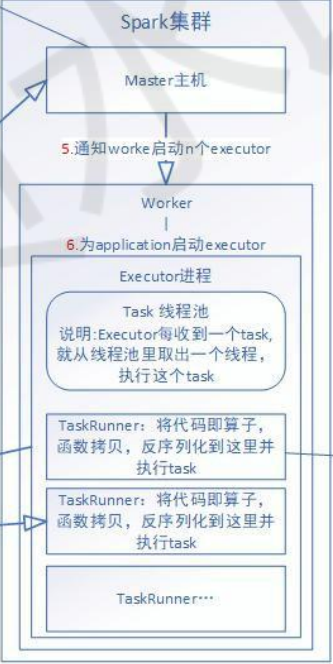 Spark集群
Master主机
5.通知worke启动n个executor
Worker
6.为application启动executor
Executor进程
Task 线程池
说明:Executor每收到一个task,
就从线程池里取出一个线程，
执行这个task
TaskRunner：将代码即算子，
函数拷贝，反序列化到这里并
执行task
TaskRunner：将代码即算子，
函数拷贝，反序列化到这里并
执行task
TaskRunner…